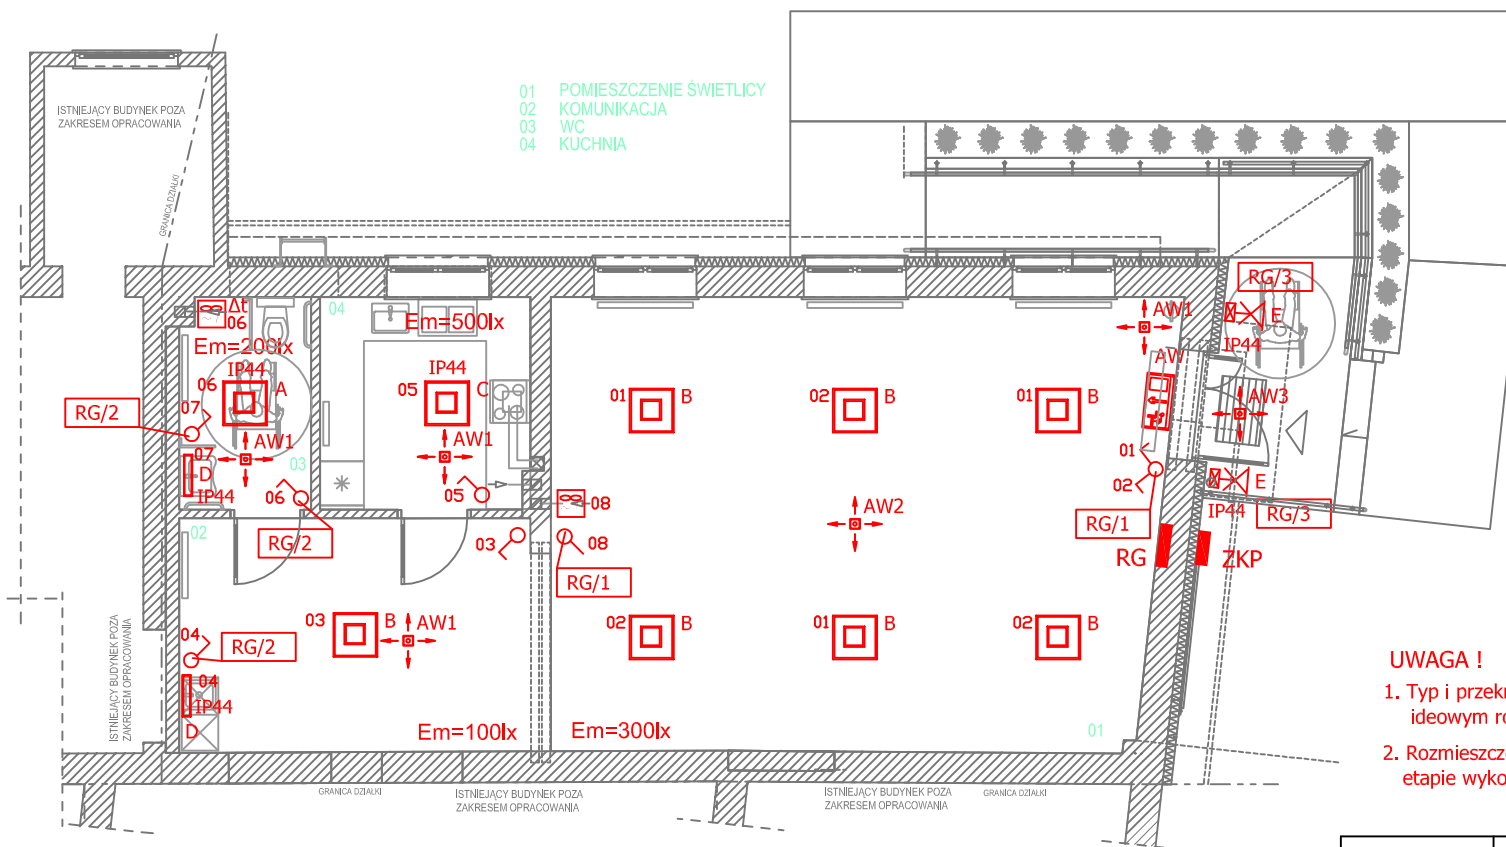 01 POMIESZCZENIE ŚWIETLICY
02 KOMUNIKACJA
03 WC
04 KUCHNIA
ISTNIEJĄCY BUDYNEK POZA
ZAKRESEM OPRACOWANIA
GRANICA DZIAŁKI
Δt
06
Em=200lx
IP44
06
A
07
RG/2
AW1
07
D
IP44
03
06
RG/2
04
Em=500lx
IP44
05
C
AW1
05
02
03
03
B
AW1
04
RG/2
04
IP44
D
Em=100lx
08
08
RG/1
01
B
02
B
01
B
AW2
02
B
01
B
02
B
Em=300lx
01
AW1
AW
01
02
RG/1
RG
ZKP
RG/3
E
IP44
AW3
E
IP44
RG/3
ISTNIEJĄCY BUDYNEK POZA
ZAKRESEM OPRACOWANIA
GRANICA DZIAŁKI
ISTNIEJĄCY BUDYNEK POZA
ZAKRESEM OPRACOWANIA
ISTNIEJĄCY BUDYNEK POZA
ZAKRESEM OPRACOWANIA
GRANICA DZIAŁKI
UWAGA !
1. Typ i
ideowym
2.
etapie